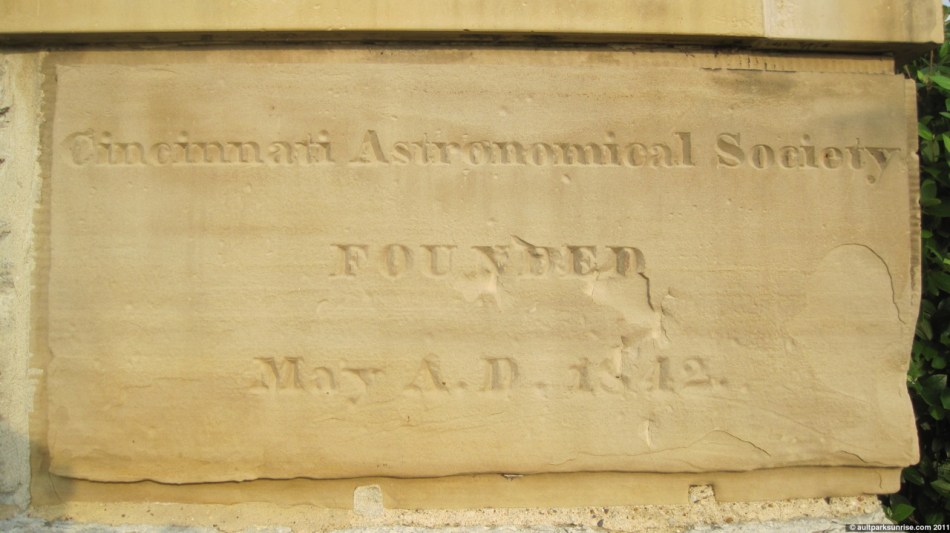 Cincinnati Astronomical Society
FOUNDED
May A. D. 1842.
© aultparksunrise.com 2011